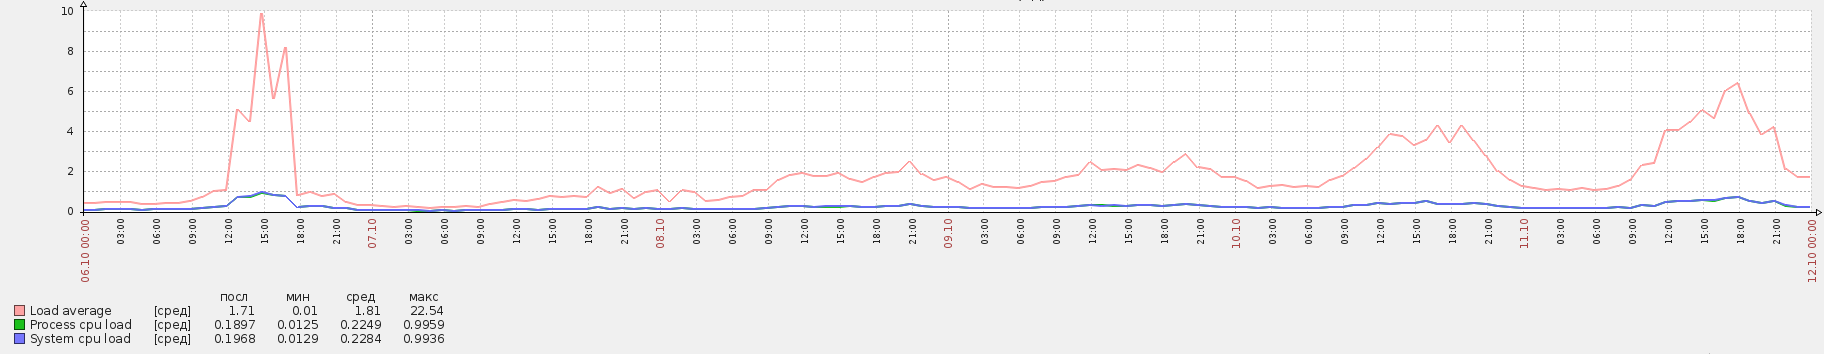 10
8
6
4
2
0
06.10 00:00 03:00 06:00 09:00 12:00 15:00 18:00 21:00 07.10 03:00 06:00 09:00 12:00 15:00 18:00 21:00 08.10 03:00 06:00 09:00 12:00 15:00 18:00 21:00 09.10 03:00 06:00 09:00 12:00 15:00 18:00 21:00 10.10 03:00 06:00 09:00 12:00 15:00 18:00 21:00 11.10 03:00 06:00 09:00 12:00 15:00 18:00 21:00 12.10 00:00
посл мин сред макс
Load average [сред] 1.71 0.01 1.81 22.54
Process cpu load [сред] 0.1897 0.0125 0.2249 0.9959
System cpu load [сред] 0.1968 0.0129 0.2284 0.9936